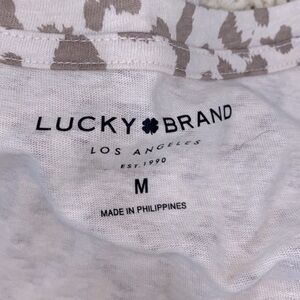 LUCKY BRAND
LOS ANGELES
EST. 1990
M
MADE IN PHILIPPINES